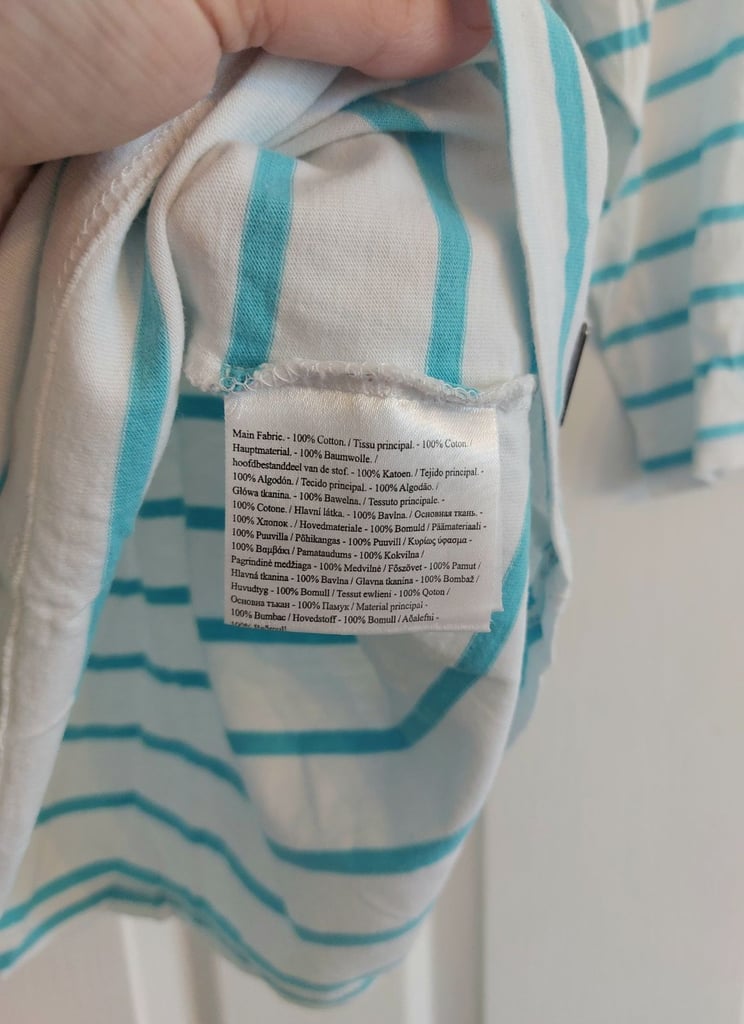 Main Fabric. - 100% Cotton. / Tissu principal. - 100% Coton. /
Hauptmaterial. - 100% Baumwolle. /
hoofdbestanddeel van de stof. - 100% Katoen. / Tejido principal. -
100% Algodón. / Tecido principal. - 100% Algodão. /
Główa tkanina. - 100% Bawełna. / Tessuto principale. -
100% Cotone. / Hlavní látka. - 100% Bavlna. / Основная ткань. -
100% Хлопок . / Hovedmateriale - 100% Bomuld / Päämateriaali -
100% Puuvilla / Põhikangas - 100% Puuvill / Κυρίως ύφασμα -
100% Βαμβάκι / Pamataudums - 100% Kokvilna /
Pagrindinė medžiaga - 100% Medvilnė / Főszövet - 100% Pamut /
Hlavná tkanina - 100% Bavlna / Glavna tkanina - 100% Bombaž /
Huvudtyg - 100% Bomull / Tessut ewlieni - 100% Qoton /
Основна тъкан - 100% Памук / Material principal -
100% Bumbac / Hovedstoff - 100% Bomull / Aðalefni -